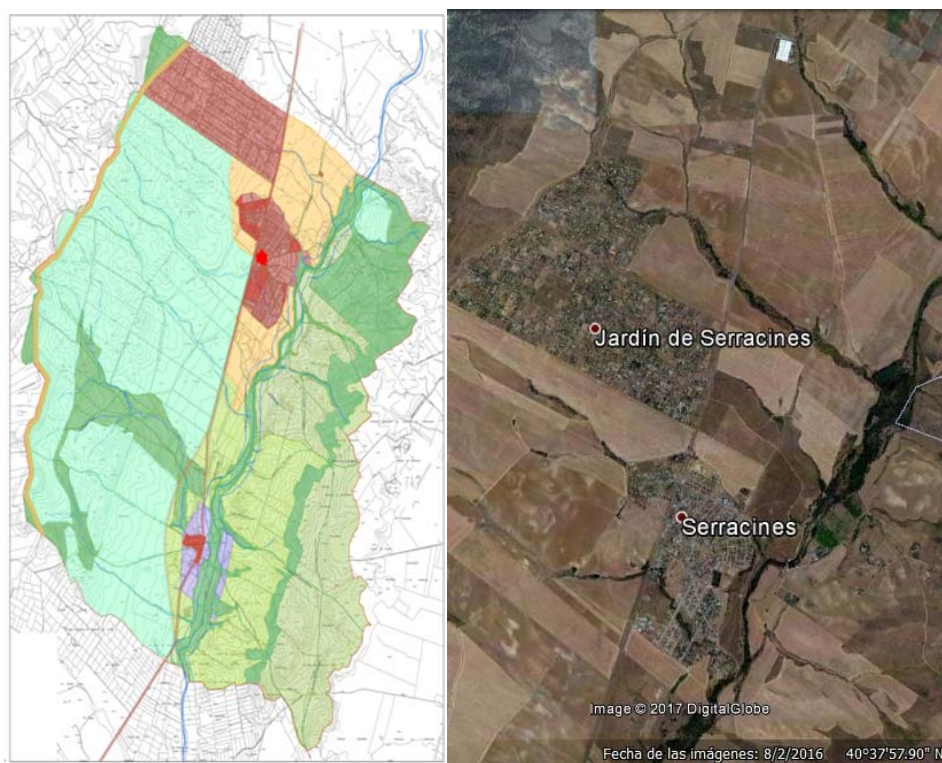 Jardín de Serracines
Serracines
Image © 2017 DigitalGlobe
Fecha de las imágenes: 8/2/2016 40°37'57.90" N